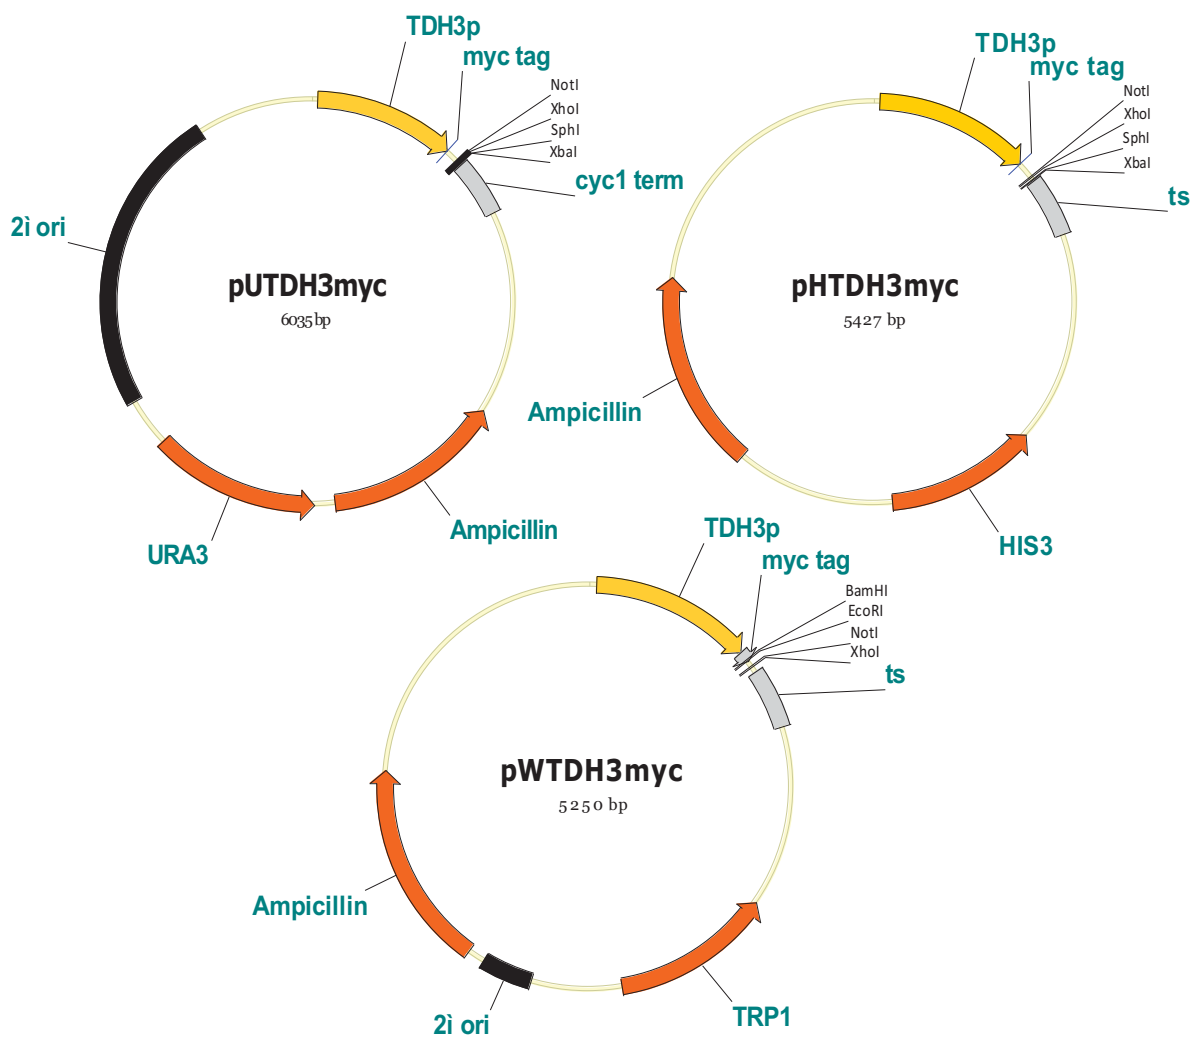 TDH3p
myc tag
NotI
XhoI
SphI
XbaI
cyc1 term
2ì ori
pUTDH3myc
6035 bp
URA3
Ampicillin
TDH3p
myc tag
NotI
XhoI
SphI
XbaI
ts
pHTDH3myc
5427 bp
Ampicillin
HIS3
TDH3p
myc tag
BamHI
EcoRI
NotI
XhoI
ts
pWTDH3myc
5250 bp
Ampicillin
2ì ori
TRP1